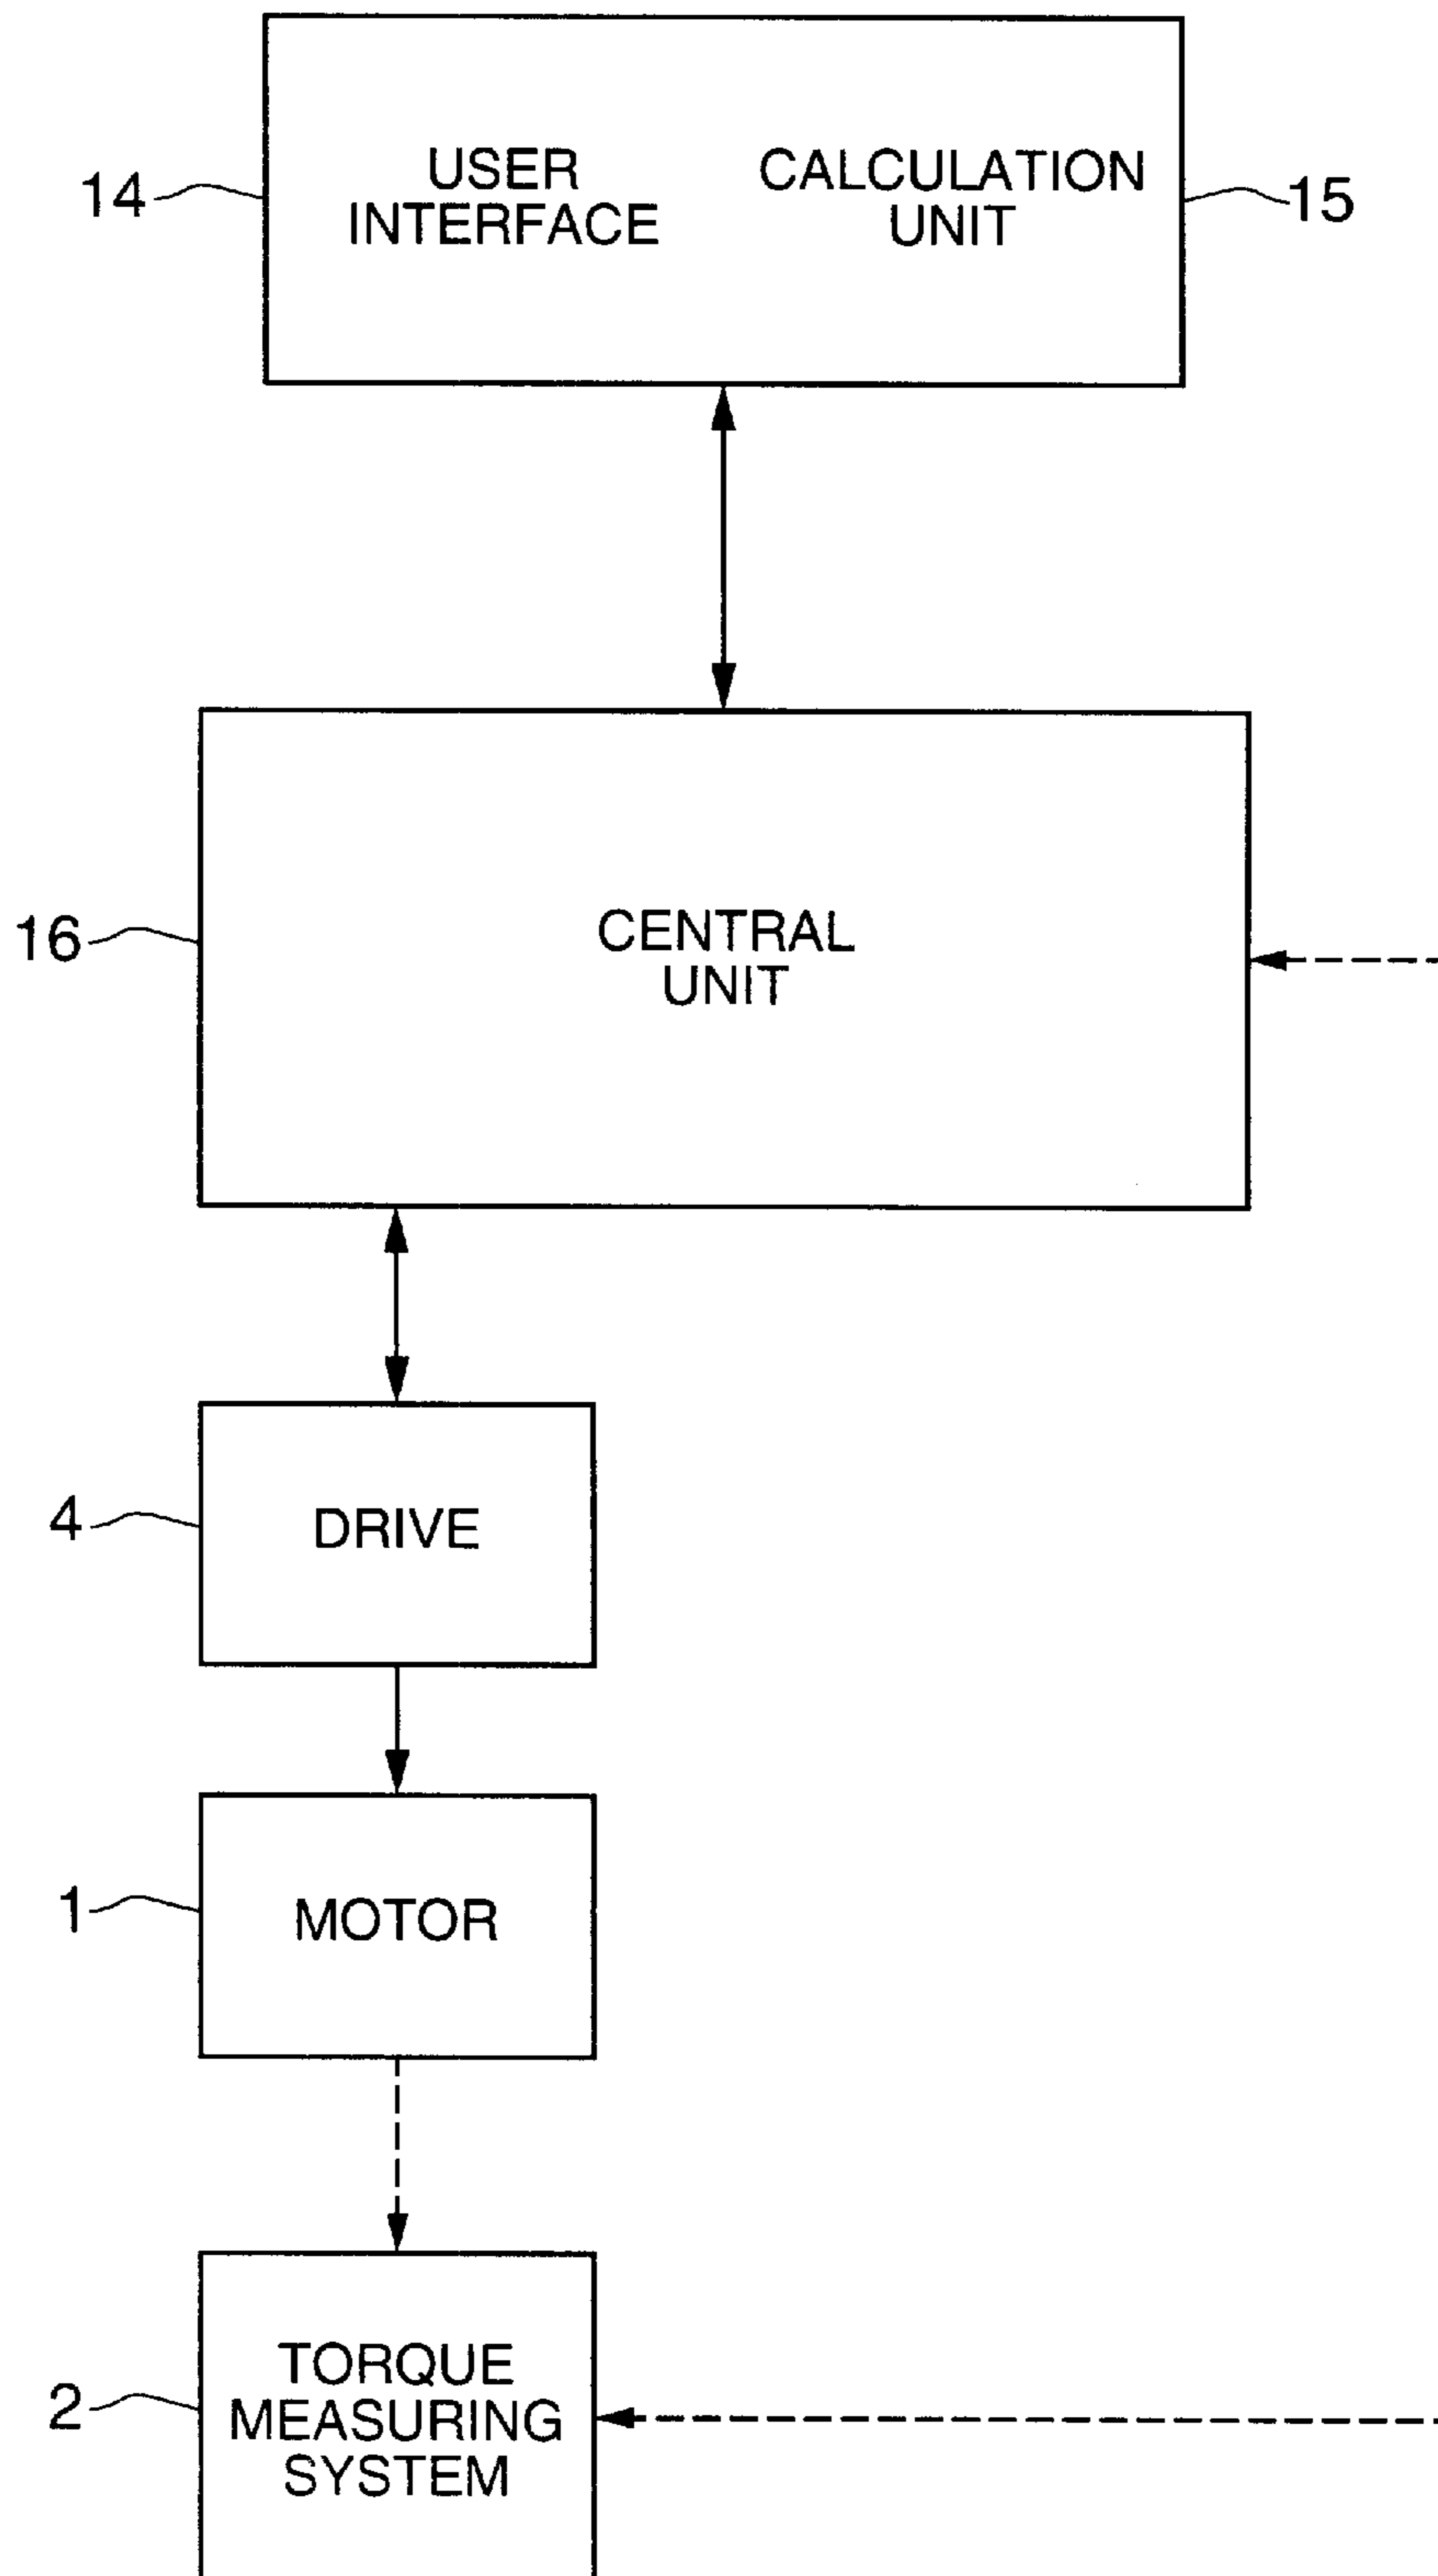 USER
INTERFACE
CALCULATION
UNIT
14
15
CENTRAL
UNIT
16
DRIVE
4
MOTOR
1
TORQUE
MEASURING
SYSTEM
2